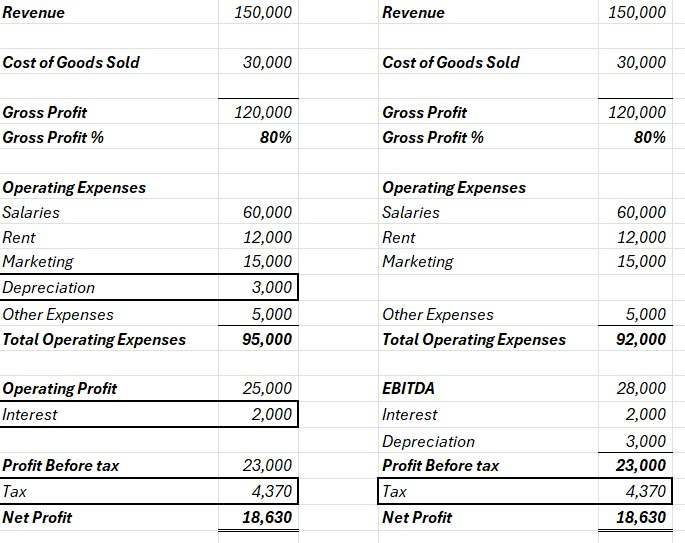 Revenue 150,000 Revenue 150,000
Cost of Goods Sold 30,000 Cost of Goods Sold 30,000
Gross Profit 120,000 Gross Profit 120,000
Gross Profit % 80% Gross Profit % 80%
Operating Expenses Operating Expenses
Salaries 60,000 Salaries 60,000
Rent 12,000 Rent 12,000
Marketing 15,000 Marketing 15,000
Depreciation 3,000
Other Expenses 5,000 Other Expenses 5,000
Total Operating Expenses 95,000 Total Operating Expenses 92,000
Operating Profit 25,000 EBITDA 28,000
Interest 2,000 Interest 2,000
Depreciation 3,000
Profit Before tax 23,000 Profit Before tax 23,000
Tax 4,370 Tax 4,370
Net Profit 18,630 Net Profit 18,630